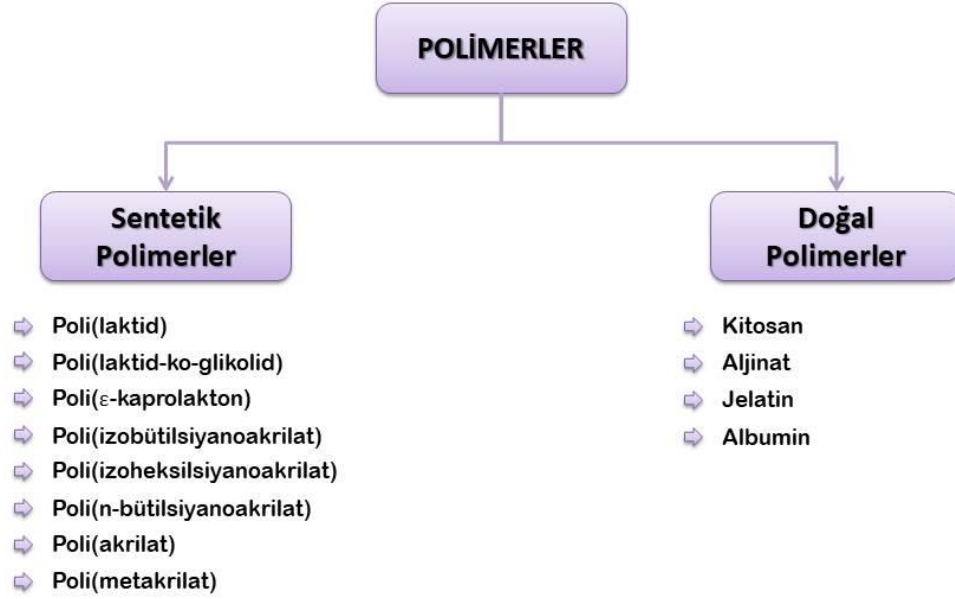 POLİMERLER
Sentetik
Polimerler
Poli(laktid)
Poli(laktid-ko-glikolid)
Poli(ε-kaprolakton)
Poli(izobütilsiyanoakrilat)
Poli(izoheksilsiyanoakrilat)
Poli(n-bütilsiyanoakrilat)
Poli(akrilat)
Poli(metakrilat)
Doğal
Polimerler
Kitosan
Aljinat
Jelatin
Albumin